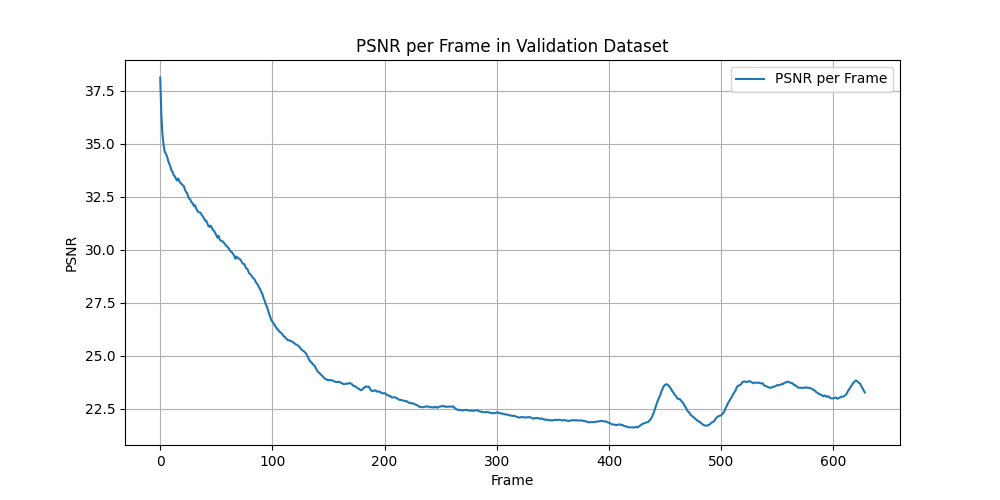 PSNR per Frame in Validation Dataset
PSNR per Frame
37.5
35.0
32.5
30.0
27.5
25.0
22.5
PSNR
0 100 200 300 400 500 600
Frame